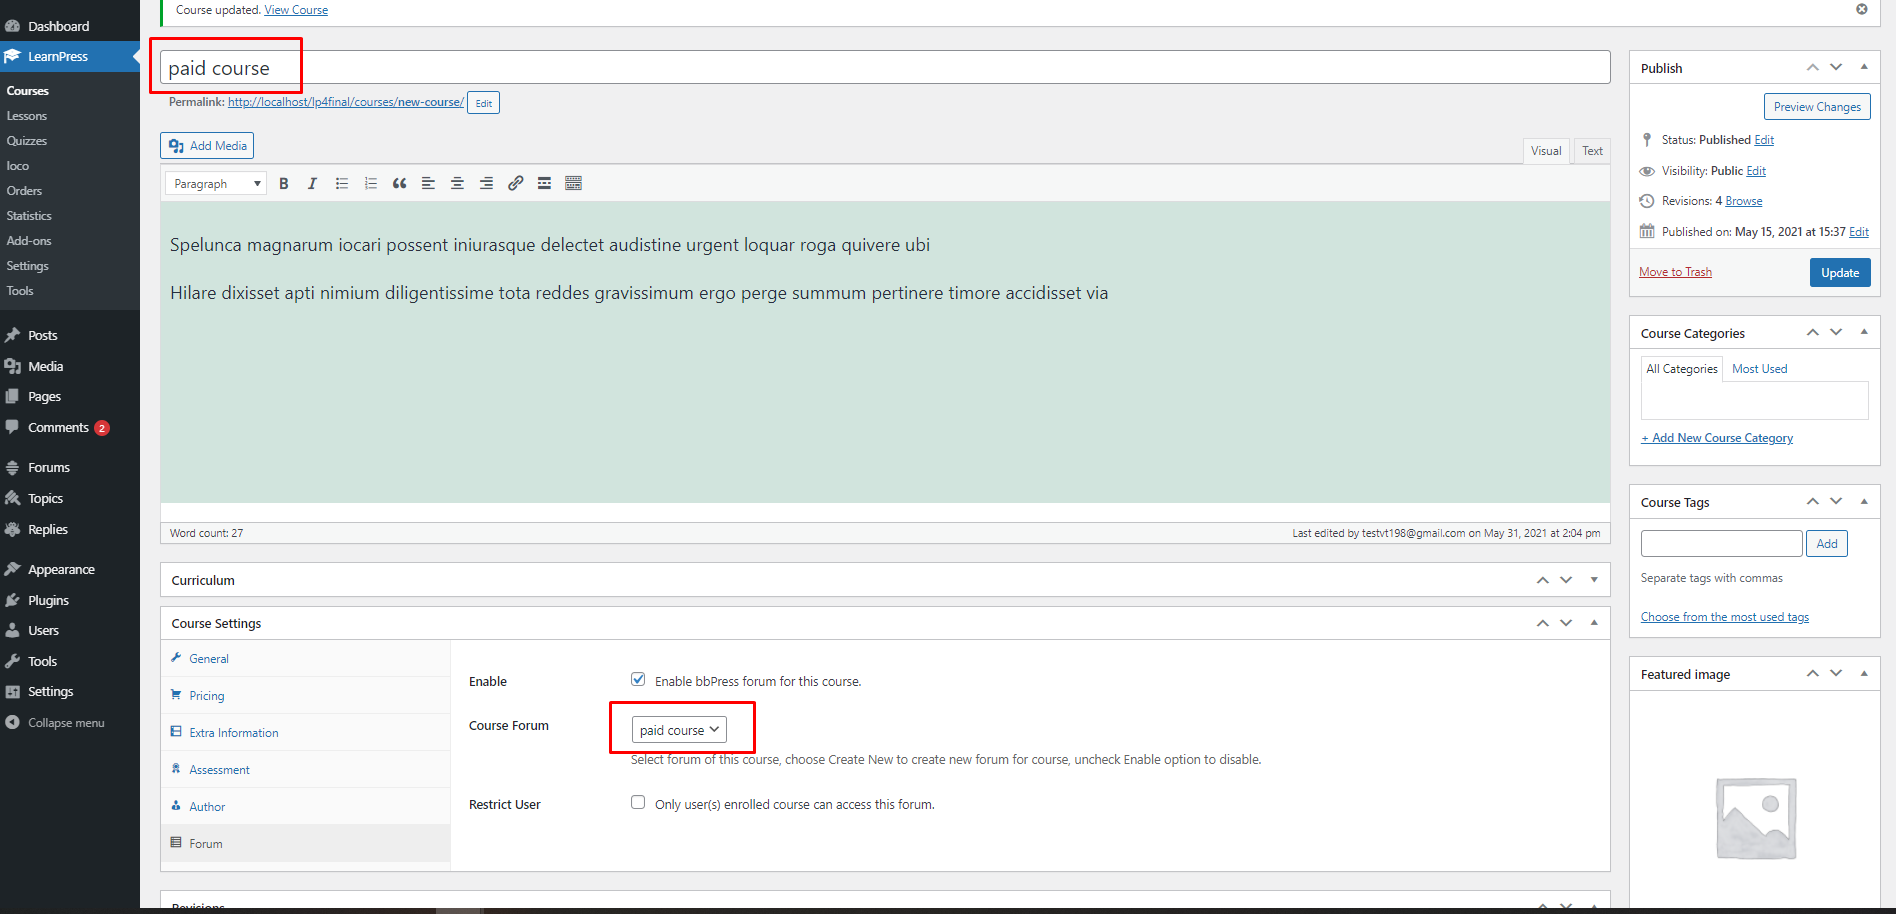 Course updated. View Course
Dashboard
LearnPress
Courses
Lessons
Quizzes
loco
Orders
Statistics
Add-ons
Settings
Tools
Posts
Media
Pages
Comments 2
Forums
Topics
Replies
Appearance
Plugins
Users
Tools
Settings
Collapse menu
paid course
Permalink: http://localhost/lp4final/courses/new-course/ Edit
Add Media
Visual Text
Paragraph B I
Spelunca magnarum iocari possent iniurasque delectet audistine urgent loquar roga quivere ubi
Hilare dixisset apti nimium diligentissime tota reddes gravissimum ergo perge summum pertinere timore accidisset via
Word count: 27 Last edited by testvt198@gmail.com on May 31, 2021 at 2:04 pm
Curriculum
Course Settings
General
Pricing
Extra Information
Assessment
Author
Forum
Enable Enable bbPress forum for this course.
Course Forum paid course
Select forum of this course, choose Create New to create new forum for course, uncheck Enable option to disable.
Restrict User Only user(s) enrolled course can access this forum.
Revisions
Publish
Preview Changes
Status: Published Edit
Visibility: Public Edit
Revisions: 4 Browse
Published on: May 15, 2021 at 15:37 Edit
Move to Trash Update
Course Categories
All Categories Most Used
+ Add New Course Category
Course Tags
Add
Separate tags with commas
Choose from the most used tags
Featured image